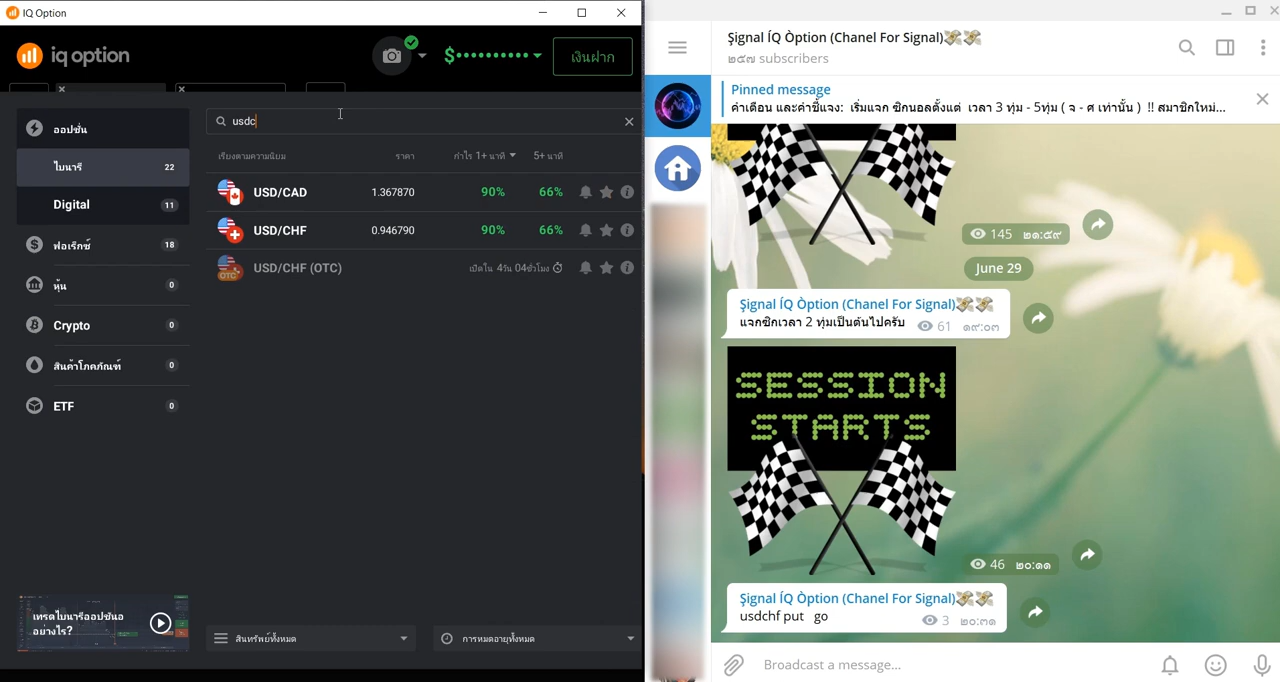 IQ Option
iq option
$••••••••••
เงินฝาก
usdc
ออปชั่น
ไบนารี 22
Digital 11
ฟอเร็กซ์ 18
หุ้น 0
Crypto 0
สินค้าโภคภัณฑ์ 0
ETF 0
เรียงตามความนิยม ราคา กำไร 1+ นาที 5+ นาที
USD/CAD 1.367870 90% 66%
USD/CHF 0.946790 90% 66%
USD/CHF (OTC) เปิดใน 4วัน 04ชั่วโมง
OTC
เทรดไบนารีออปชันอ
อย่างไร?
สินทรัพย์ทั้งหมด
การหมดอายุทั้งหมด
Şignal ÍQ Òption (Chanel For Signal)💸💸
๒๕๗ subscribers
Pinned message
ค่าเดือน และคำชี้แจง: เริ่มแจก ซิกนอลตั้งแต่ เวลา 3 ทุ่ม - 5ทุ่ม ( จ - ศ เท่านั้น ) !! สมาชิกใหม่...
145 ๒๑:๕๙
June 29
Şignal ÍQ Òption (Chanel For Signal)💸💸
แจกซิกเวลา 2 ทุ่มเป็นต้นไปครับ 61 ๑๙:๐๓
SESSION
STARTS
46 ๒๐:๑๑
Şignal ÍQ Òption (Chanel For Signal)💸💸
usdchf put go 3 ๒๐:๓๑
Broadcast a message...